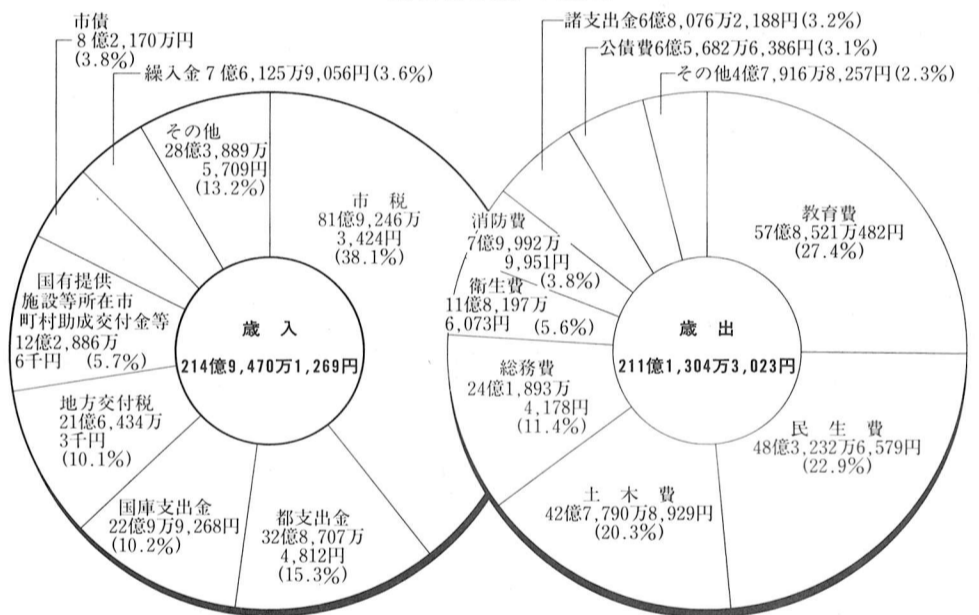 市債
8億2,170万円
(3.8%)
繰入金7億6,125万9,056円(3.6%)
その他
28億3,889万
5,709円
(13.2%)
市税
81億9,246万
3,424円
(38.1%)
国有提供
施設等所在市
町村助成交付金等
12億2,886万
6千円 (5.7%)
歳入
214億9,470万1,269円
地方交付税
21億6,434万
3千円
(10.1%)
国庫支出金
22億9万9,268円
(10.2%)
都支出金
32億8,707万
4,812円
(15.3%)
諸支出金6億8,076万2,188円(3.2%)
公債費6億5,682万6,386円(3.1%)
その他4億7,916万8,257円(2.3%)
教育費
57億8,521万482円
(27.4%)
消防費
7億9,992万
9,951円
(3.8%)
衛生費
11億8,197万
6,073円 (5.6%)
歳出
211億1,304万3,023円
総務費
24億1,893万
4,178円
(11.4%)
民生費
48億3,232万6,579円
(22.9%)
土木費
42億7,790万8,929円
(20.3%)